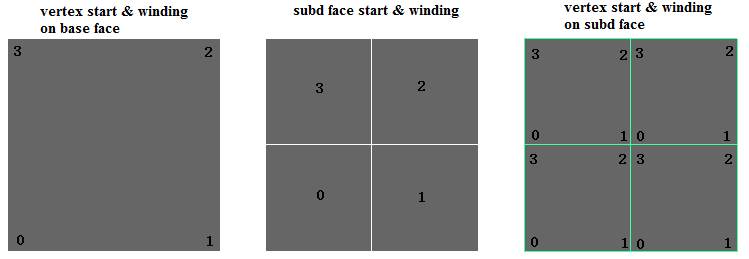 vertex start & winding
on base face
3 2
0 1
subd face start & winding
3 2
0 1
vertex start & winding
on subd face
3 2 3 2
0 1 0 1
3 2 3 2
0 1 0 1